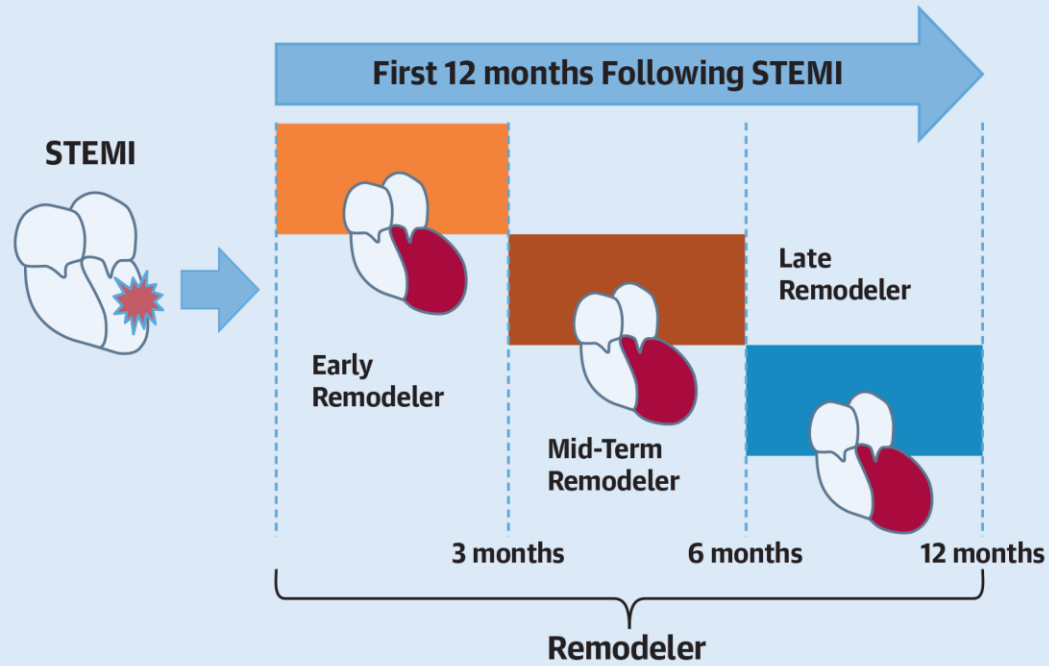 First 12 months Following STEMI
STEMI
Early
Remodeler
Mid-Term
Remodeler
Late
Remodeler
3 months
6 months
12 months
Remodeler